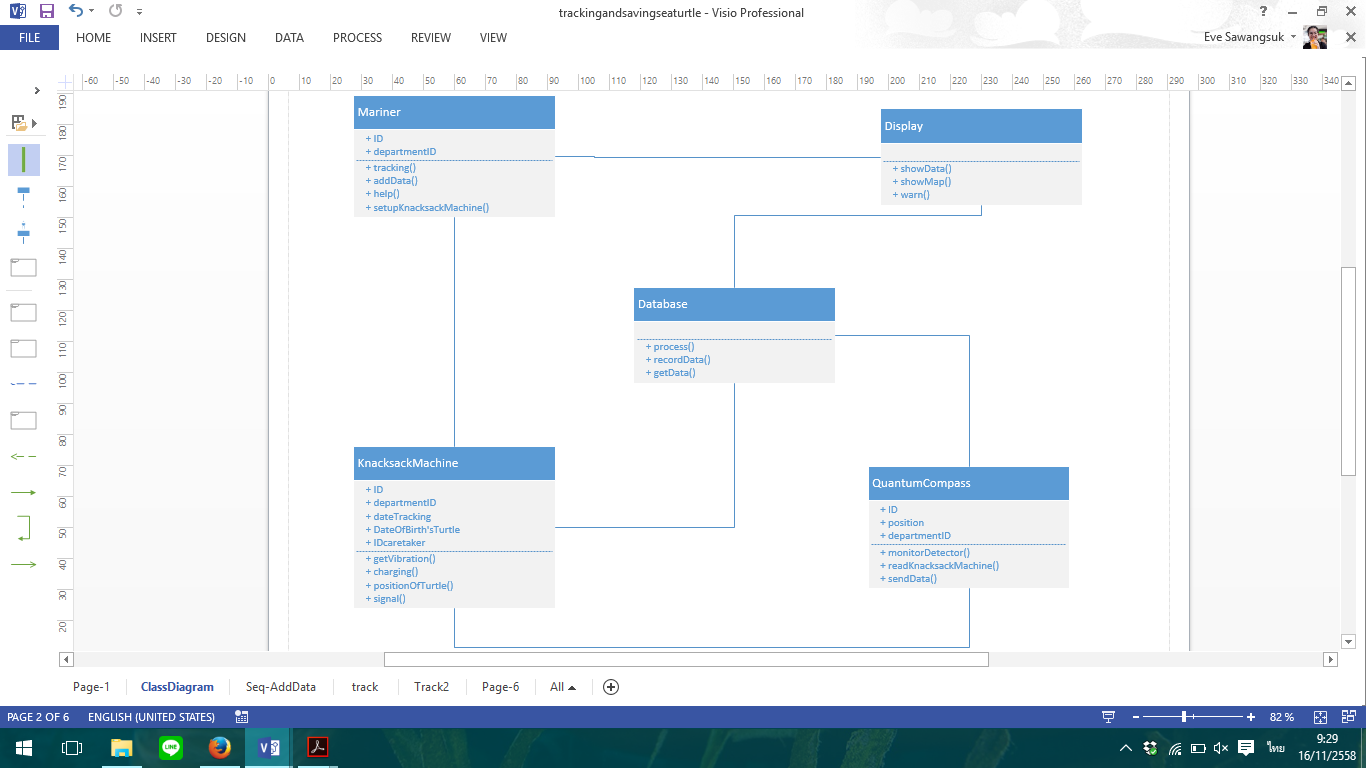 trackingandsavingseaturtle - Visio Professional
?
FILE HOME INSERT DESIGN DATA PROCESS REVIEW VIEW
Eve Sawangsuk
-60 -50 -40 -30 -20 -10 0 10 20 30 40 50 60 70 80 90 100 110 120 130 140 150 160 170 180 190 200 210 220 230 240 250 260 270 280 290 300 310 320 330 340
190
180
170
160
150
140
130
120
110
100
90
80
70
60
50
40
30
20
Mariner
+ ID
+ departmentID
+ tracking()
+ addData()
+ help()
+ setupKnacksackMachine()
Display
+ showData()
+ showMap()
+ warn()
Database
+ process()
+ recordData()
+ getData()
KnacksackMachine
+ ID
+ departmentID
+ dateTracking
+ DateOfBirth'sTurtle
+ IDcaretaker
+ getVibration()
+ charging()
+ positionOfTurtle()
+ signal()
QuantumCompass
+ ID
+ position
+ departmentID
+ monitorDetector()
+ readKnacksackMachine()
+ sendData()
Page-1 ClassDiagram Seq-AddData track Track2 Page-6 All
PAGE 2 OF 6 ENGLISH (UNITED STATES) 82 %
LINE
ไทย
9:29
16/11/2558